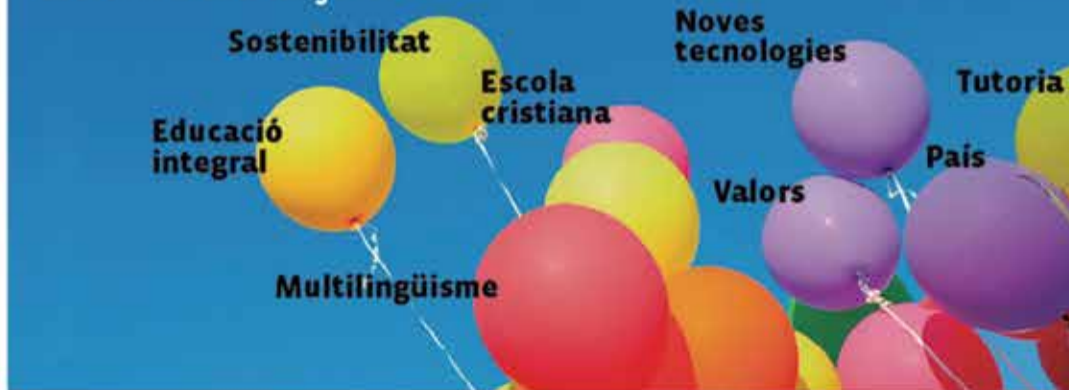 Sostenibilitat
Noves
tecnologies
Escola
cristiana
Tutoria
Educació
integral
País
Valors
Multilingüisme